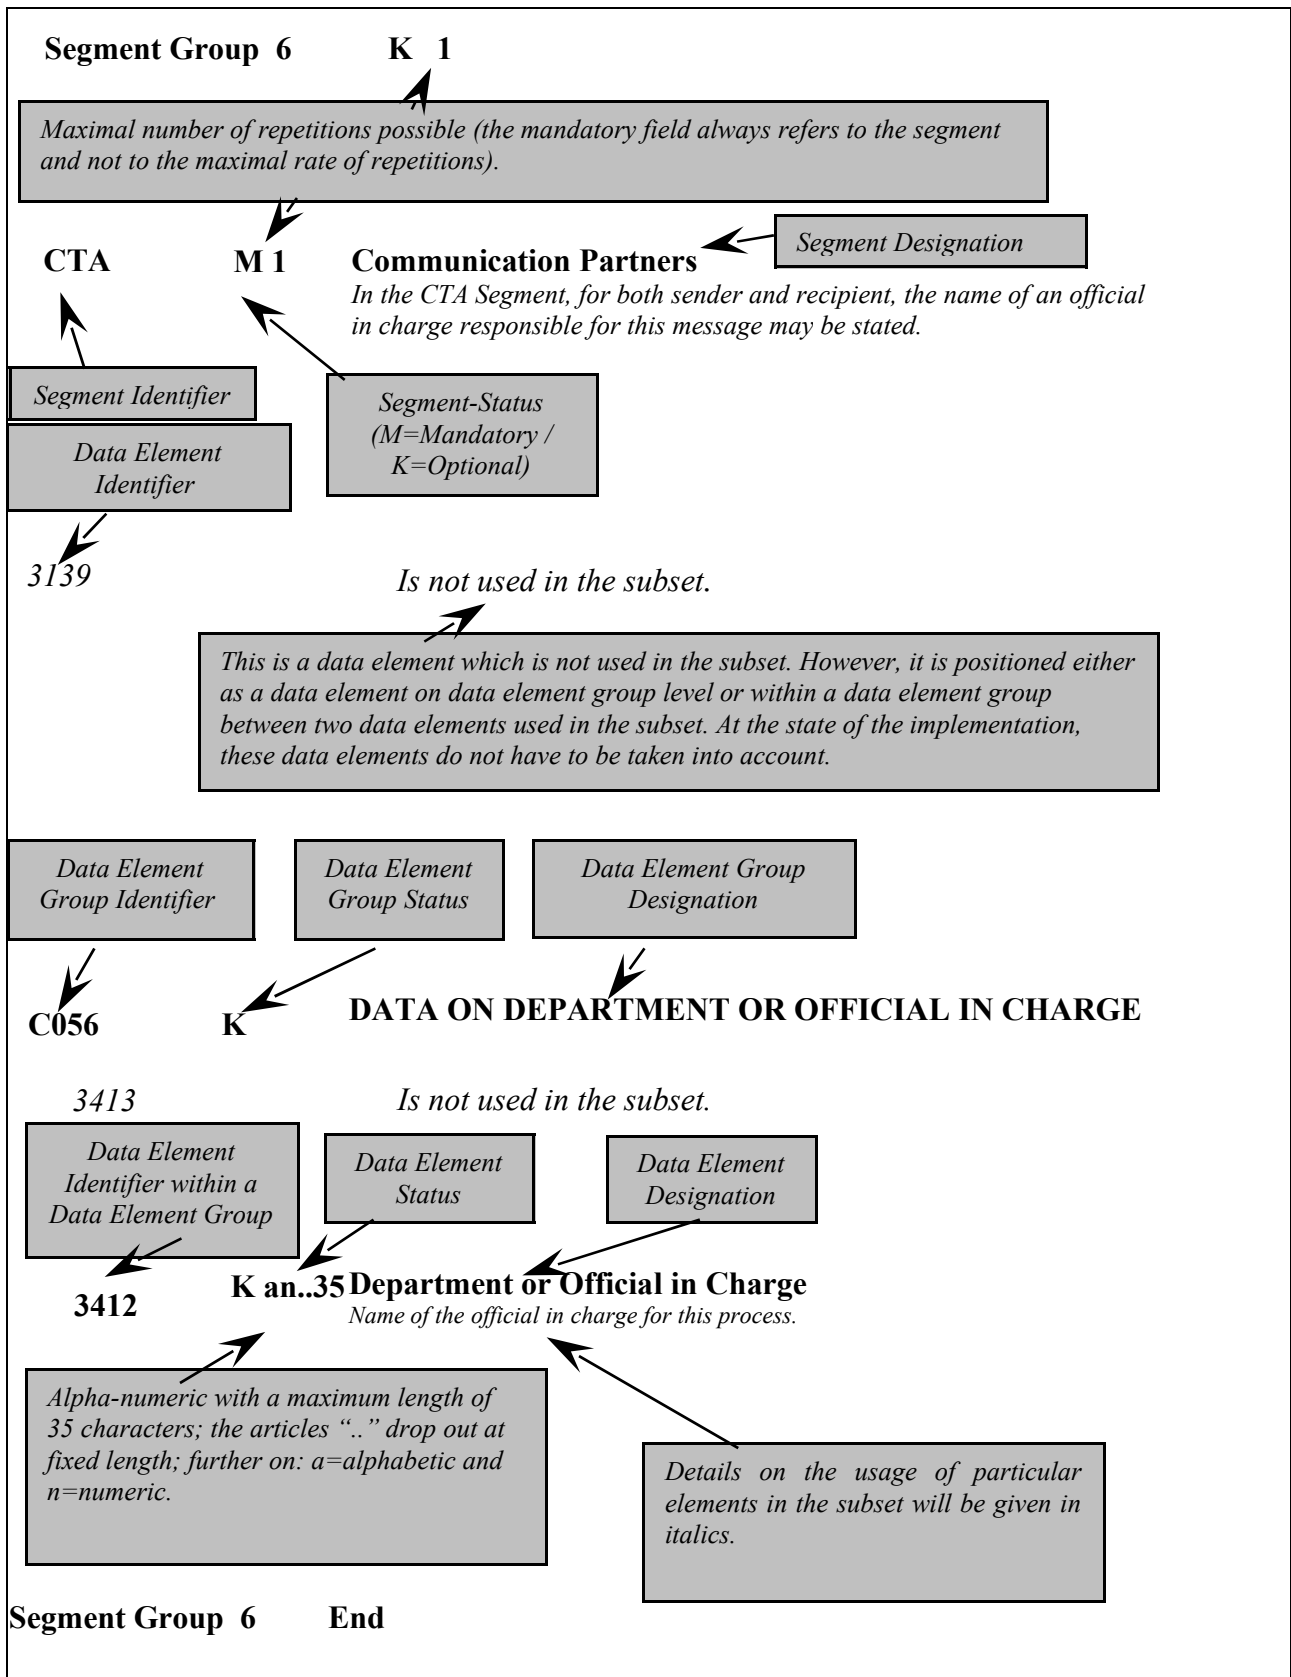 Segment Group 6 K 1
Maximal number of repetitions possible (the mandatory field always refers to the segment
and not to the maximal rate of repetitions).
Segment Designation
CTA M 1 Communication Partners
In the CTA Segment, for both sender and recipient, the name of an official
in charge responsible for this message may be stated.
Segment Identifier
Segment-Status
(M=Mandatory /
K=Optional)
Data Element
Identifier
3139 Is not used in the subset.
This is a data element which is not used in the subset. However, it is positioned either
as a data element on data element group level or within a data element group
between two data elements used in the subset. At the state of the implementation,
these data elements do not have to be taken into account.
Data Element
Group Identifier
Data Element
Group Status
Data Element Group
Designation
C056 K DATA ON DEPARTMENT OR OFFICIAL IN CHARGE
3413 Is not used in the subset.
Data Element
Identifier within a
Data Element Group
Data Element
Status
Data Element
Designation
3412 K an..35 Department or Official in Charge
Name of the official in charge for this process.
Alpha-numeric with a maximum length of
35 characters; the articles “..” drop out at
fixed length; further on: a=alphabetic and
n=numeric.
Details on the usage of particular
elements in the subset will be given in
italics.
Segment Group 6 End